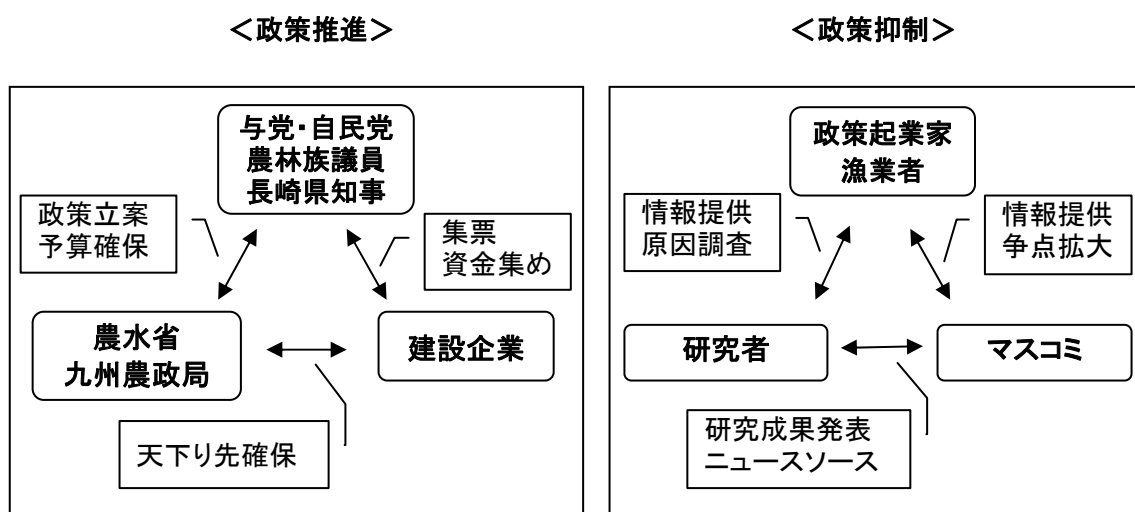 ＜政策推進＞
与党・自民党
農林族議員
長崎県知事
政策立案
予算確保
集票
資金集め
農水省
九州農政局
建設企業
天下り先確保
＜政策抑制＞
政策起業家
漁業者
情報提供
原因調査
情報提供
争点拡大
研究者
マスコミ
研究成果発表
ニュースソース